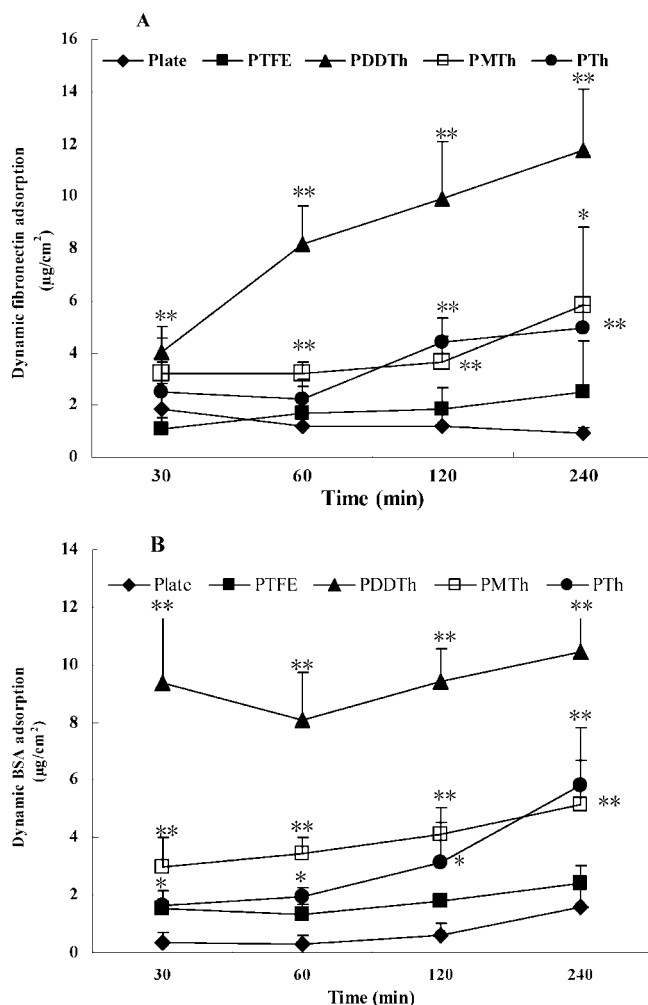 A
16
Plate PTFE PDDTh PMTh PTh
14
12
10
8
6
4
2
0
** ** ** **
** ** ** *
** **
30 60 120 240
Time (min)
Dynamic fibronectin adsorption
(μg/cm2)
B
14
Plate PTFE PDDTh PMTh PTh
12
10
8
6
4
2
0
** ** ** **
** ** ** **
* * * **
30 60 120 240
Time (min)
Dynamic BSA adsorption
(μg/cm2)